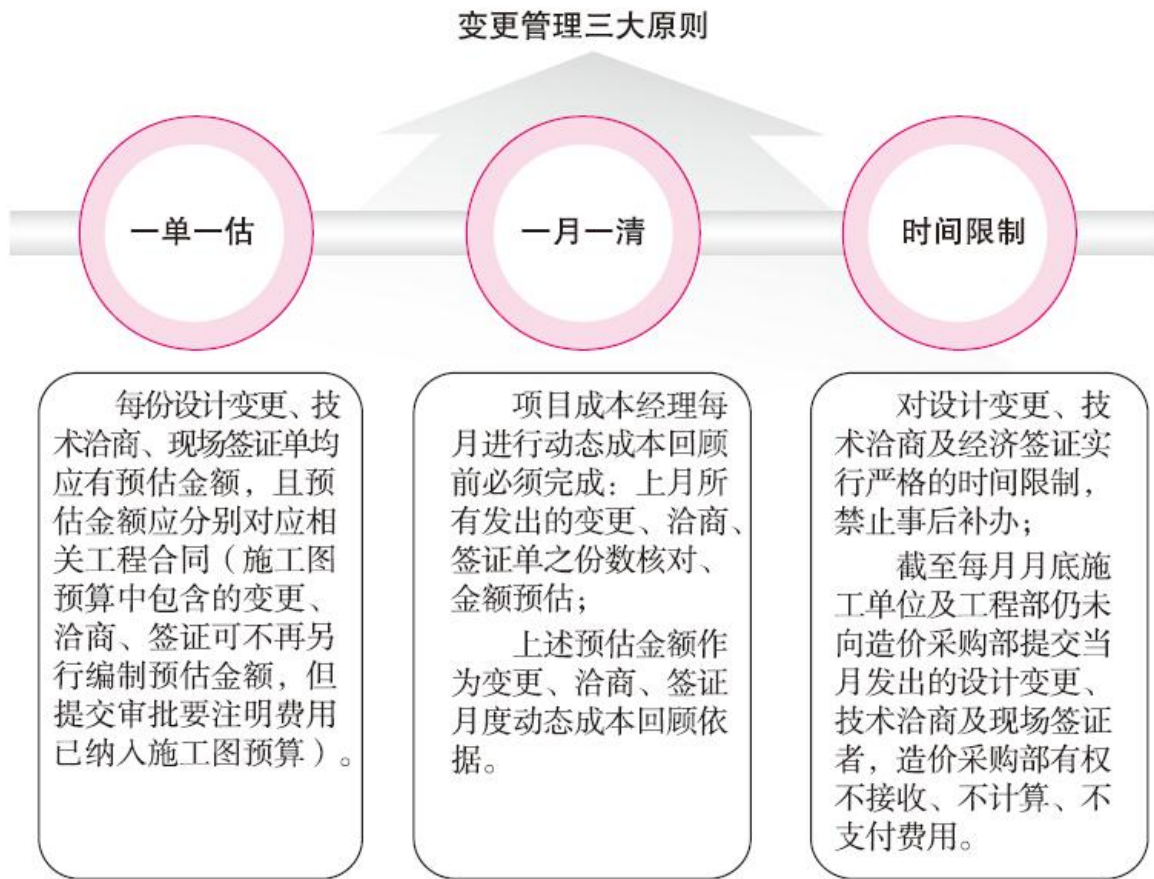 变更管理三大原则
一单一估
一月一清
时间限制
每份设计变更、技
术洽商、现场签证单均
应有预估金额，且预
估金额应分别对应相
关工程合同（施工图
预算中包含的变更、
洽商、签证可不再另
行编制预估金额，但
提交审批要注明费用
已纳入施工图预算）。
项目成本经理每
月进行动态成本回顾
前必须完成：上月所
有发出的变更、洽商、
签证单之份数核对、
金额预估；
上述预估金额作
为变更、洽商、签证
月度动态成本回顾依
据。
对设计变更、技
术洽商及经济签证实
行严格的时间限制，
禁止事后补办；
截至每月月底施
工单位及工程部仍未
向造价采购部提交当
月发出的设计变更、
技术洽商及现场签证
者，造价采购部有权
不接收、不计算、不
支付费用。